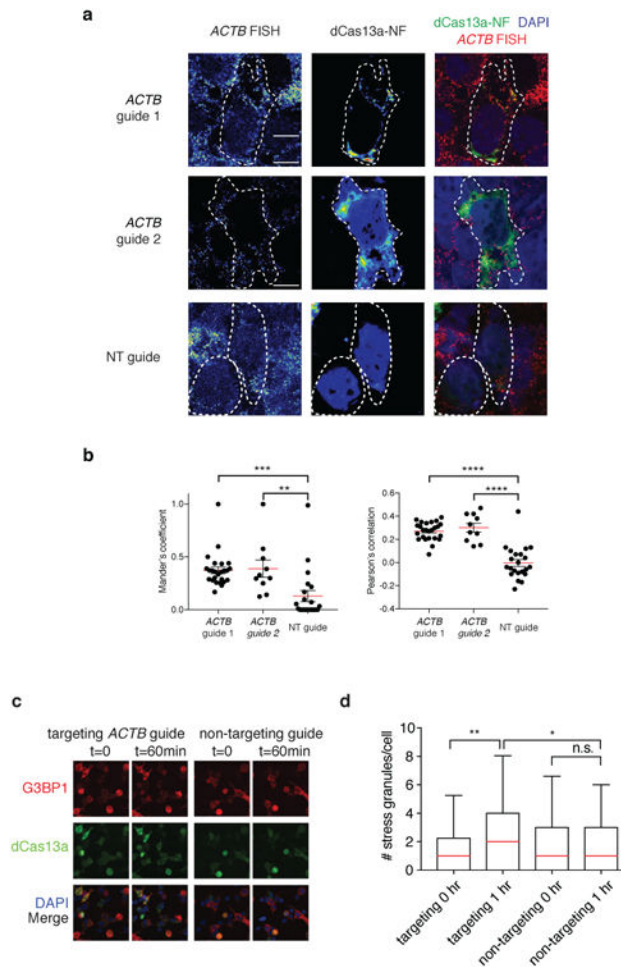 a
ACTB FISH
dCas13a-NF
dCas13a-NF DAPI
ACTB FISH
ACTB
guide 1
ACTB
guide 2
NT guide
b
***
**
Mander's coefficient
1.0
0.5
0.0
ACTB
guide 1
ACTB
guide 2
NT guide
****
****
Pearson's correlation
0.6
0.4
0.2
0.0
-0.2
-0.4
ACTB
guide 1
ACTB
guide 2
NT guide
c
targeting ACTB guide
non-targeting guide
t=0
t=60min
t=0
t=60min
G3BP1
dCas13a
DAPI
Merge
d
# stress granules/cell
10
8
6
4
2
0
**
*
n.s.
targeting 0 hr
targeting 1 hr
non-targeting 0 hr
non-targeting 1 hr